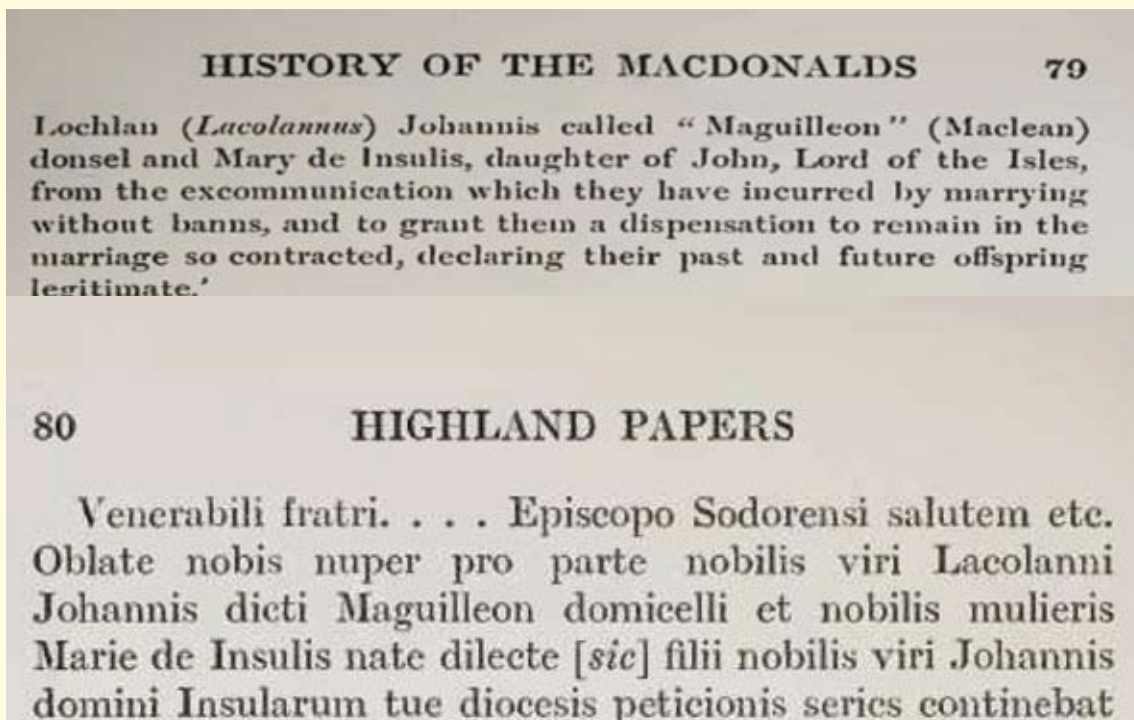 HISTORY OF THE MACDONALDS 79
Lochlan (Lacolannus) Johannis called “Maguilleon” (Maclean)
donsel and Mary de Insulis, daughter of John, Lord of the Isles,
from the excommunication which they have incurred by marrying
without banns, and to grant them a dispensation to remain in the
marriage so contracted, declaring their past and future offspring
legitimate.’
80 HIGHLAND PAPERS
Venerabili fratri. . . . Episcopo Sodorensi salutem etc.
Oblate nobis nuper pro parte nobilis viri Lacolanni
Johannis dicti Maguilleon domicelli et nobilis mulieris
Marie de Insulis nate dilecte [sic] filii nobilis viri Johannis
domini Insularum tue diocesis peticionis series continebat